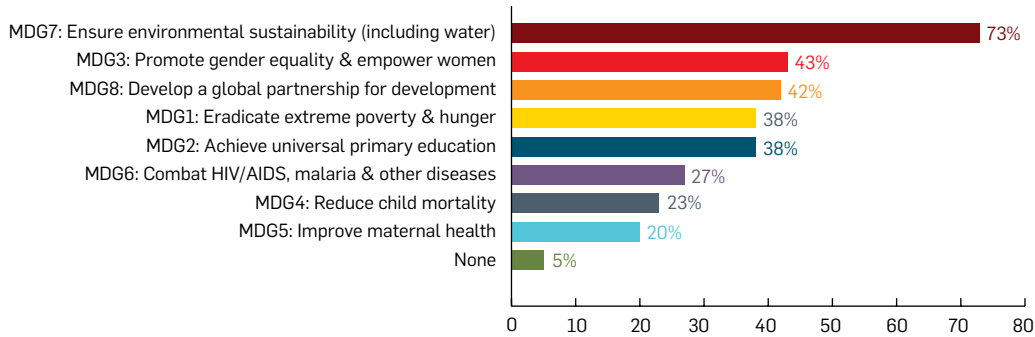 MDG7: Ensure environmental sustainability (including water) 73%
MDG3: Promote gender equality & empower women 43%
MDG8: Develop a global partnership for development 42%
MDG1: Eradicate extreme poverty & hunger 38%
MDG2: Achieve universal primary education 38%
MDG6: Combat HIV/AIDS, malaria & other diseases 27%
MDG4: Reduce child mortality 23%
MDG5: Improve maternal health 20%
None 5%
0 10 20 30 40 50 60 70 80